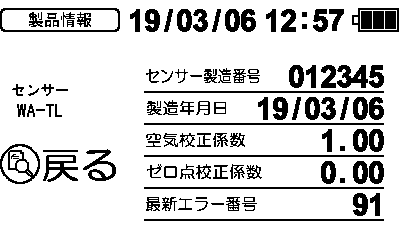 製品情報 19/03/06 12:57
センサー
WA-TL
センサー製造番号 012345
製造年月日 19/03/06
空気校正係数 1.00
ゼロ点校正係数 0.00
最新エラー番号 91
戻る